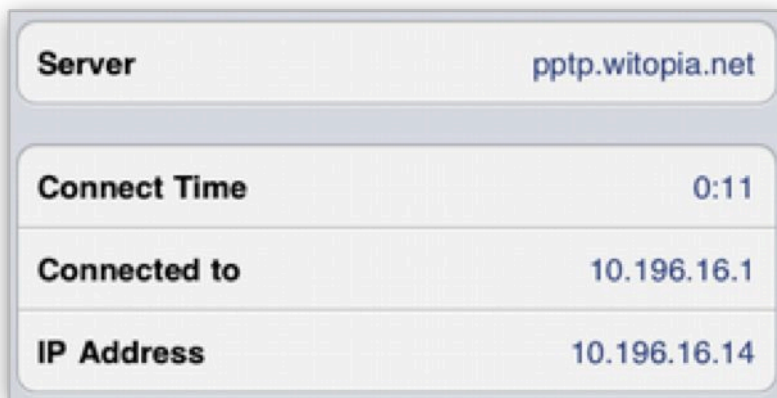 Server pptp.witopia.net
Connect Time 0:11
Connected to 10.196.16.1
IP Address 10.196.16.14